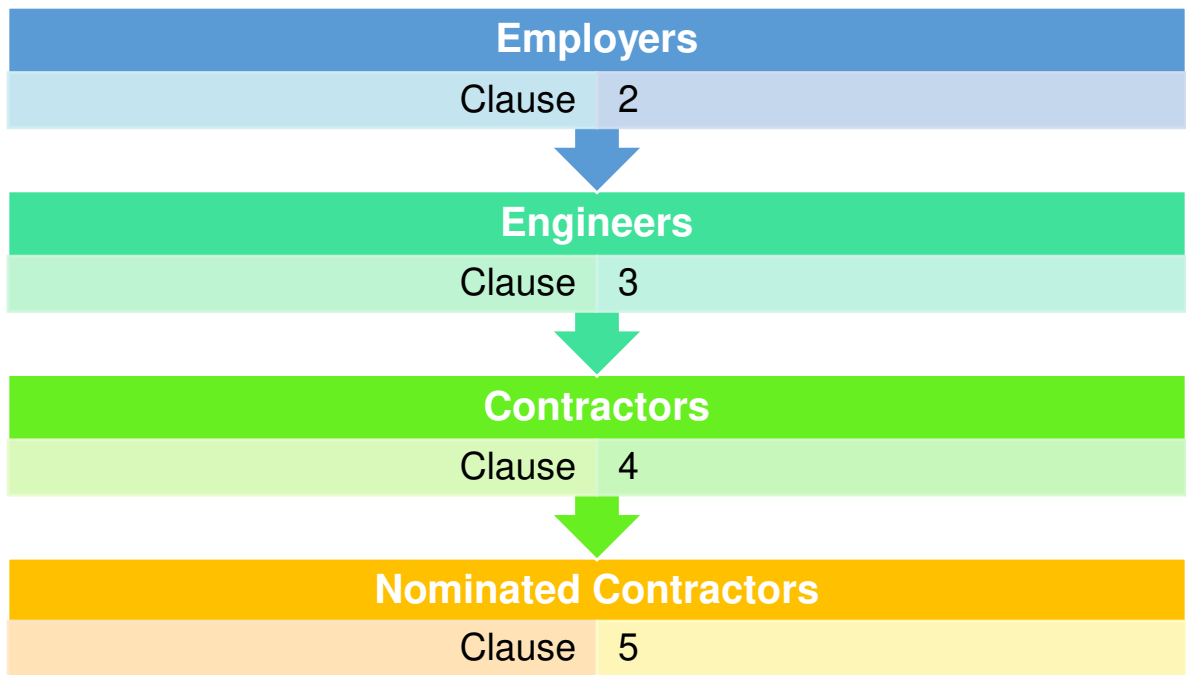 Employers
Clause 2
Engineers
Clause 3
Contractors
Clause 4
Nominated Contractors
Clause 5